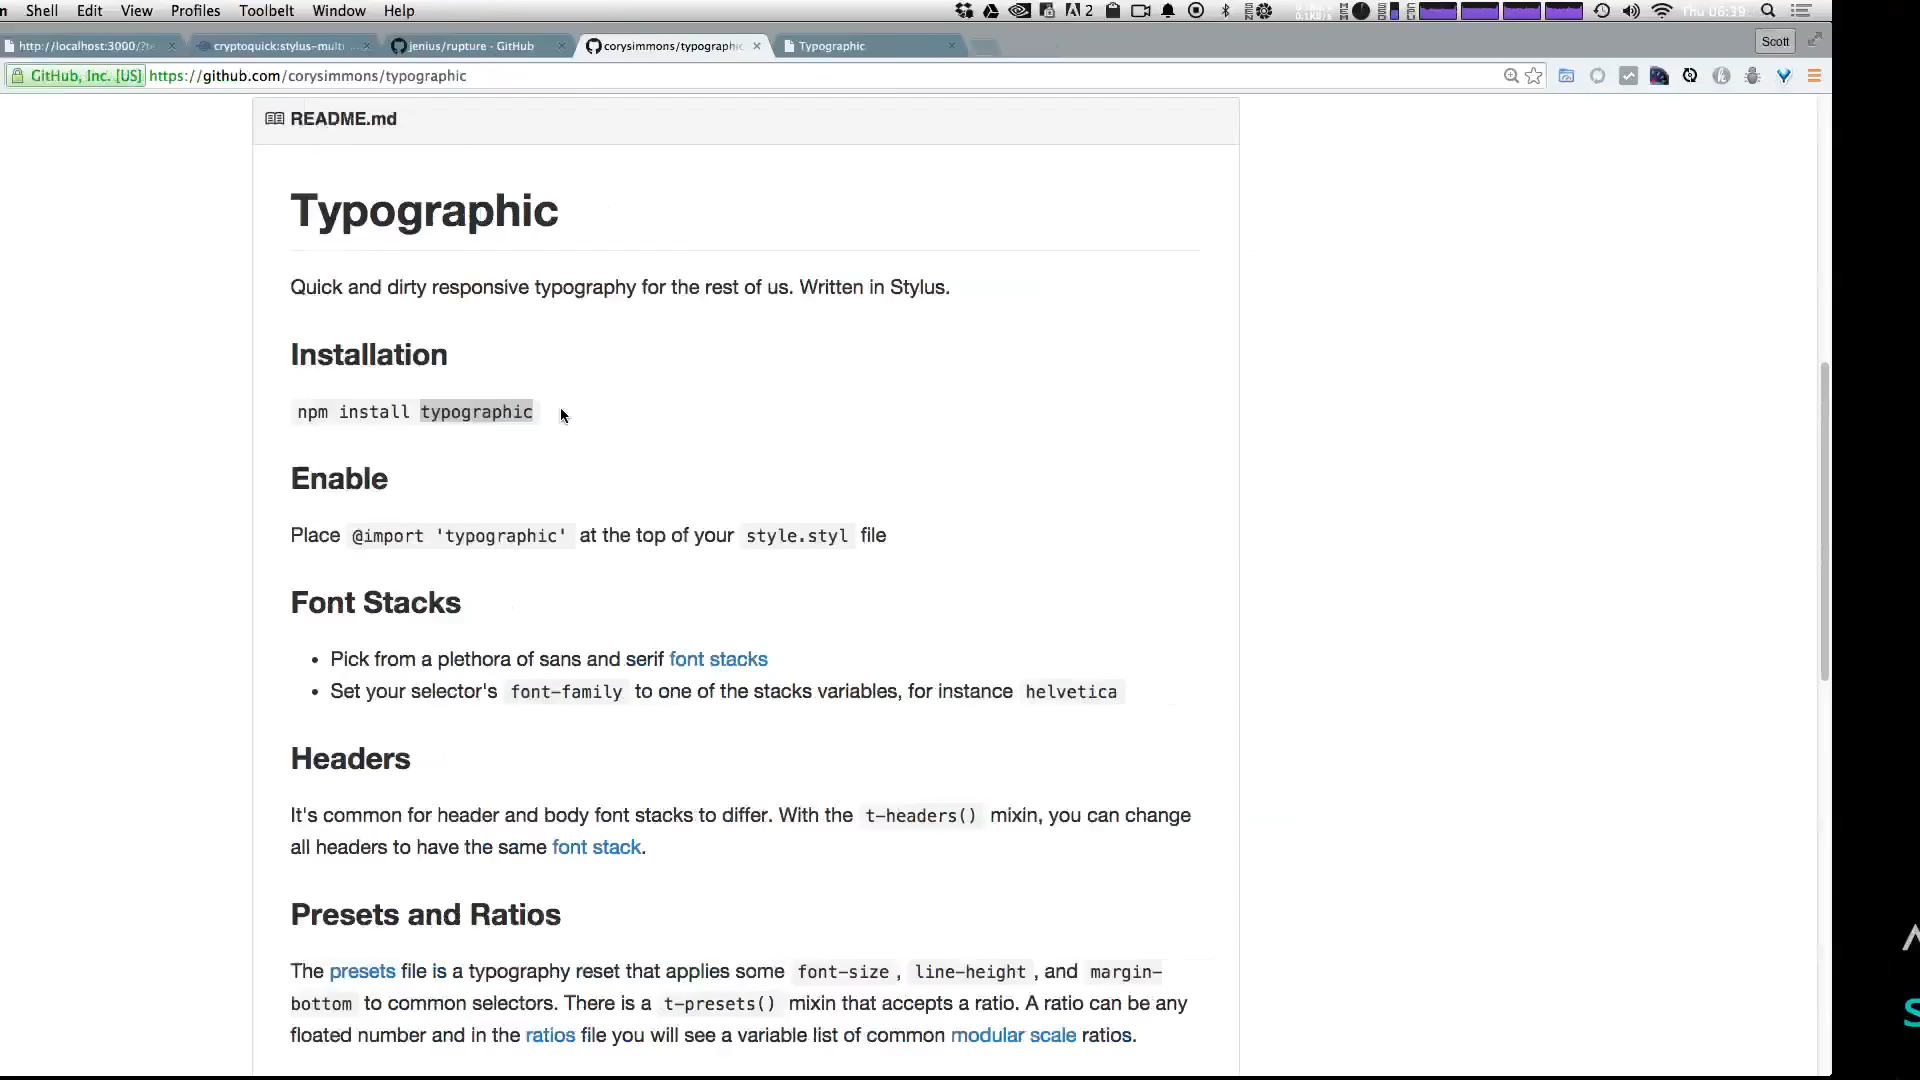 Shell Edit View Profiles Toolbelt Window Help
2 Thu 06:39
http://localhost:3000/?te
cryptoquick:stylus-multi
jenius/rupture - GitHub
corysimmons/typographic
Typographic
Scott
GitHub, Inc. [US] https://github.com/corysimmons/typographic
README.md
Typographic
Quick and dirty responsive typography for the rest of us. Written in Stylus.
Installation
npm install typographic
Enable
Place @import 'typographic' at the top of your style.styl file
Font Stacks
• Pick from a plethora of sans and serif font stacks
• Set your selector's font-family to one of the stacks variables, for instance helvetica
Headers
It's common for header and body font stacks to differ. With the t-headers() mixin, you can change
all headers to have the same font stack.
Presets and Ratios
The presets file is a typography reset that applies some font-size , line-height , and margin-
bottom to common selectors. There is a t-presets() mixin that accepts a ratio. A ratio can be any
floated number and in the ratios file you will see a variable list of common modular scale ratios.